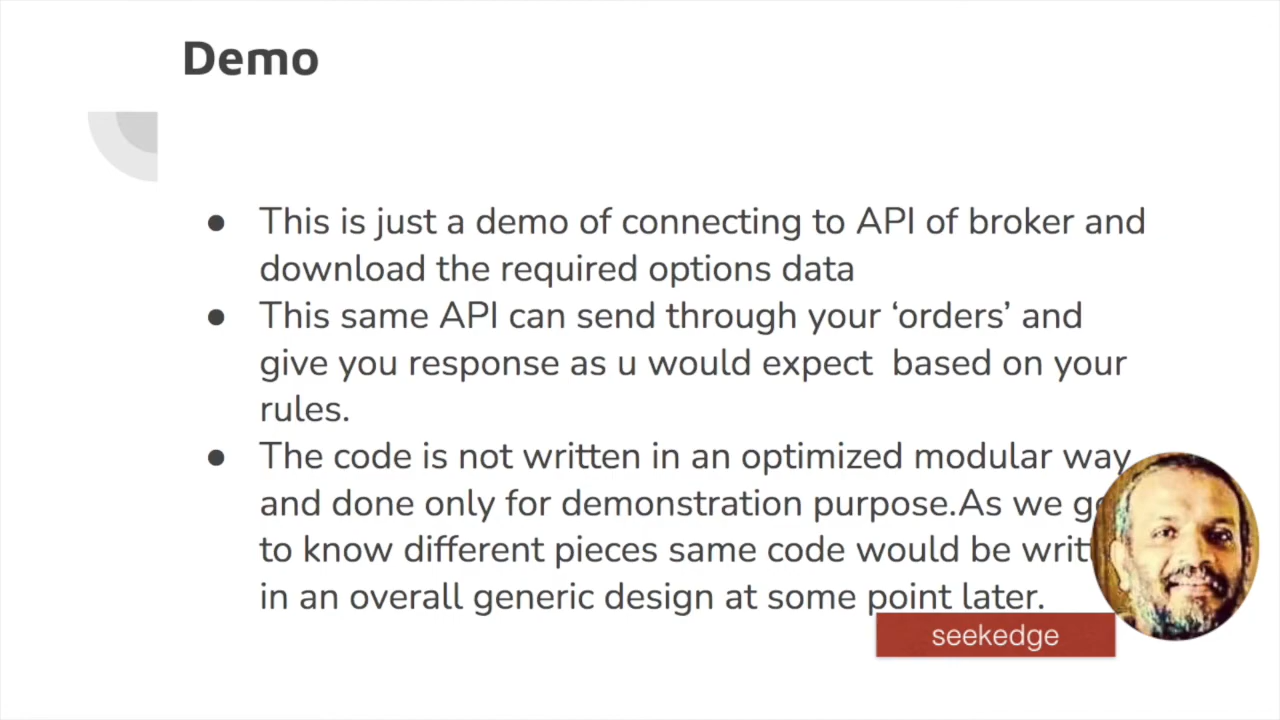 Demo
● This is just a demo of connecting to API of broker and
download the required options data
● This same API can send through your ‘orders’ and
give you response as u would expect  based on your
rules.
● The code is not written in an optimized modular way
and done only for demonstration purpose.As we
to know different pieces same code would be
in an overall generic design at some point later.
seekedge